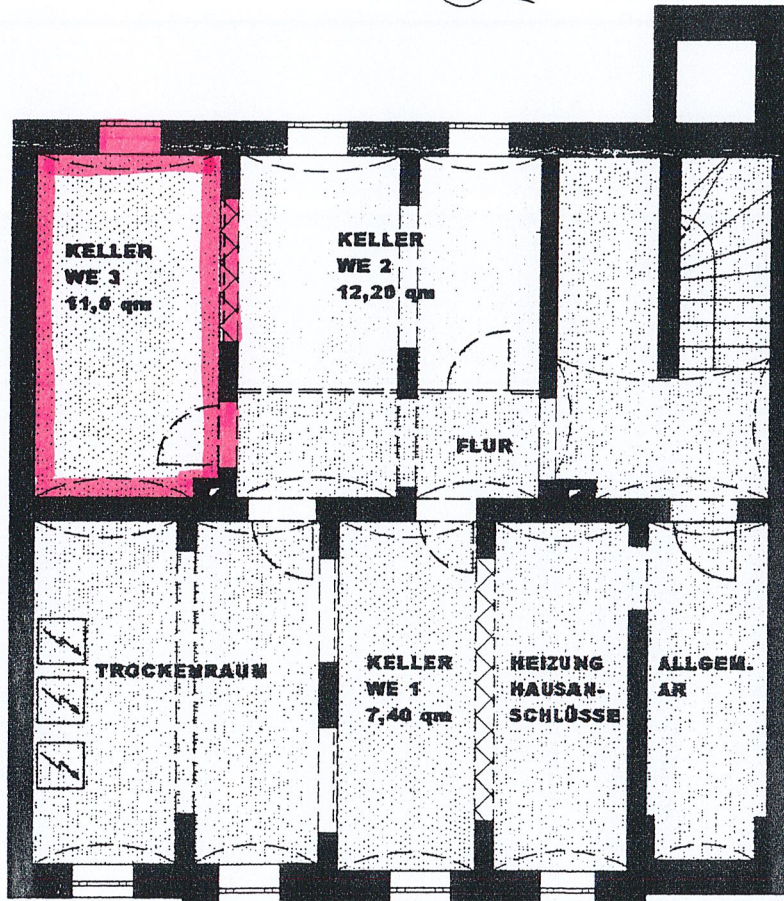 KELLER
WE 3
11,0 qm
KELLER
WE 2
12,20 qm
FLUR
TROCKENRAUM
KELLER
WE 1
7,40 qm
HEIZUNG
HAUSAN-
SCHLÜSSE
ALLGEM.
AR